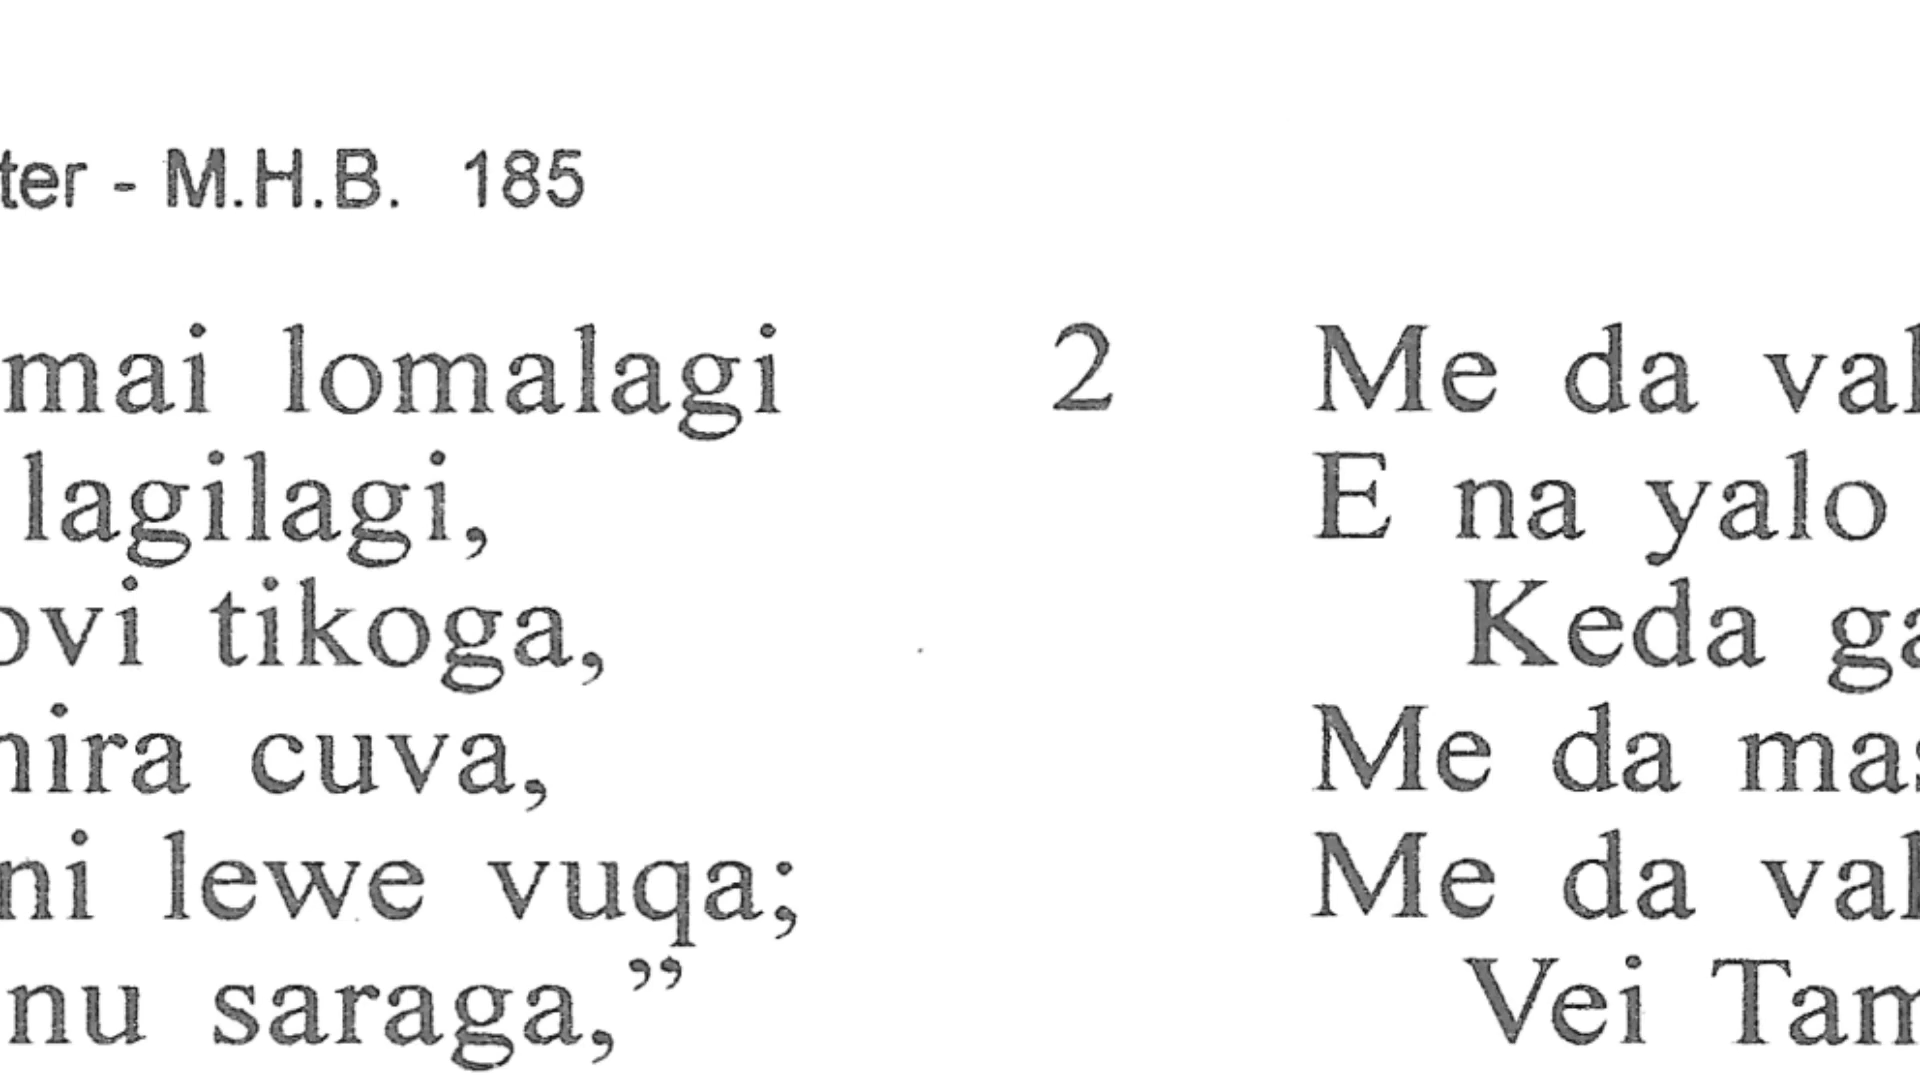 ter - M.H.B. 185
mai lomalagi
lagilagi,
ovi tikoga,
nira cuva,
ni lewe vuqa;
nu saraga,”
2 Me da val
E na yalo
Keda ga
Me da mas
Me da val
Vei Tam